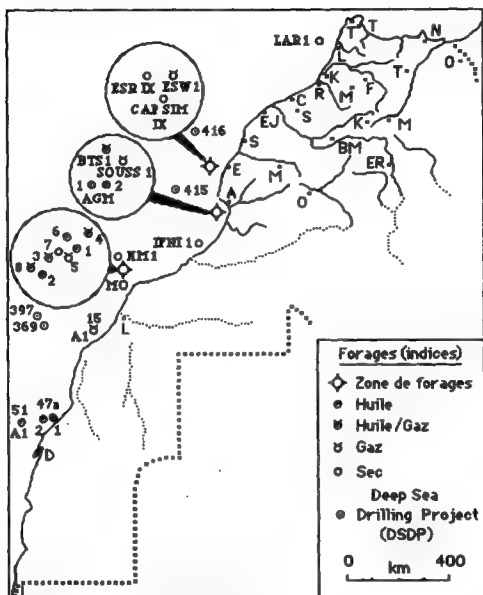 LAR1
T
T
N
L
O
T
K
R
M
F
C
S
EJ
K
M
BM
ER
S
E
M
A
O
ESR IX ESW1
CAP SIM
IX
416
BTS1
SOUSS 1
1 2
AGM
415
IFNI 1
6 4
7 1
3 5
8 2
KM1
MO
397
369
15
A1
L
51
A1
47a
2 1
D
Forages (indices)
Zone de forages
Huile
Huile/Gaz
Gaz
Sec
Deep Sea
Drilling Project
(DSDP)
0 400
km